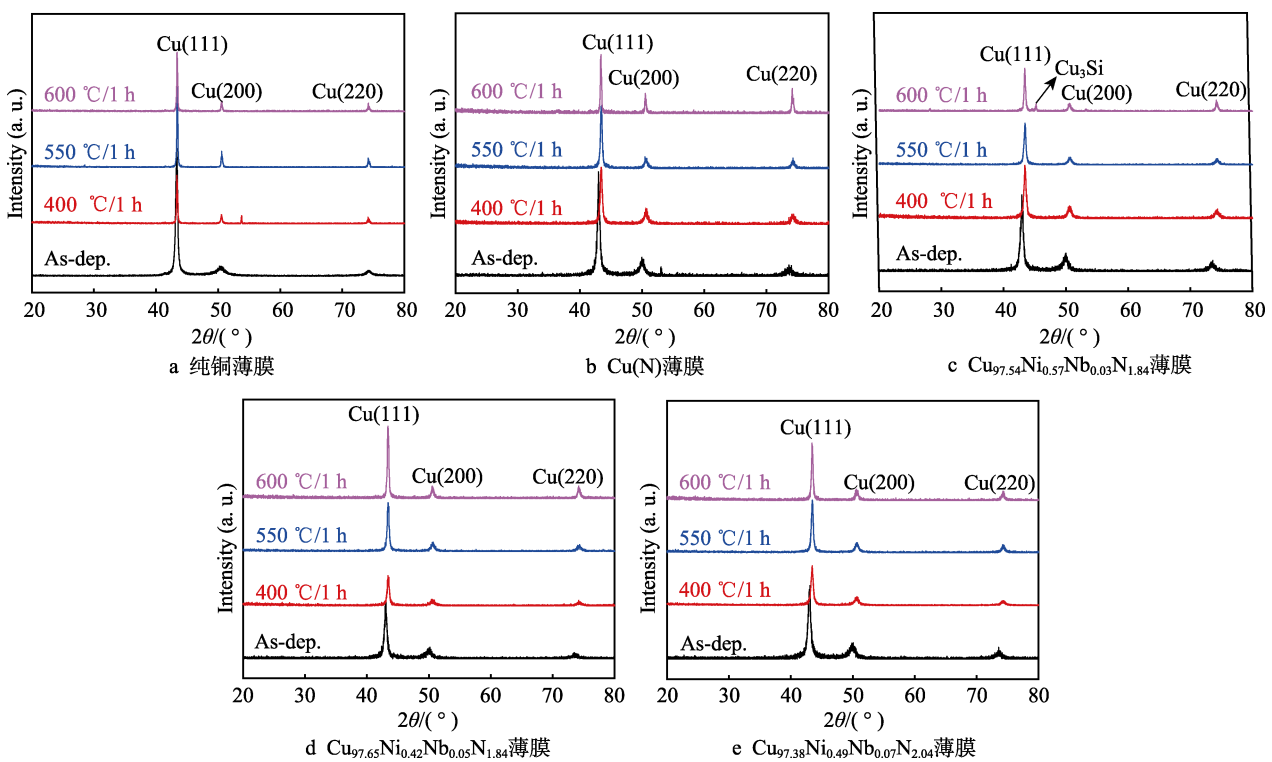 Intensity (a. u.)
Cu(111)
Cu(200)
Cu(220)
600 ℃/1 h
550 ℃/1 h
400 ℃/1 h
As-dep.
20 30 40 50 60 70 80
2θ/( ° )
a 纯铜薄膜
Intensity (a. u.)
Cu(111)
Cu(200)
Cu(220)
600 ℃/1 h
550 ℃/1 h
400 ℃/1 h
As-dep.
20 30 40 50 60 70 80
2θ/( ° )
b Cu(N)薄膜
Intensity (a. u.)
Cu(111)
Cu₃Si
Cu(200)
Cu(220)
600 ℃/1 h
550 ℃/1 h
400 ℃/1 h
As-dep.
20 30 40 50 60 70 80
2θ/( ° )
c Cu₉₇.₅₄Ni₀.₅₇Nb₀.₀₃N₁.₈₄薄膜
Intensity (a. u.)
Cu(111)
Cu(200)
Cu(220)
600 ℃/1 h
550 ℃/1 h
400 ℃/1 h
As-dep.
20 30 40 50 60 70 80
2θ/( ° )
d Cu₉₇.₆₅Ni₀.₄₂Nb₀.₀₅N₁.₈₄薄膜
Intensity (a. u.)
Cu(111)
Cu(200)
Cu(220)
600 ℃/1 h
550 ℃/1 h
400 ℃/1 h
As-dep.
20 30 40 50 60 70 80
2θ/( ° )
e Cu₉₇.₃₈Ni₀.₄₉Nb₀.₀₇N₂.₀₄薄膜